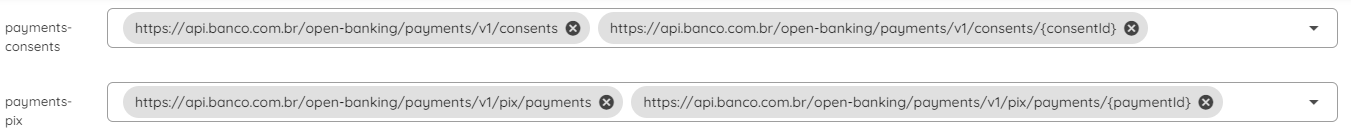 payments-consents
https://api.banco.com.br/open-banking/payments/v1/consents
https://api.banco.com.br/open-banking/payments/v1/consents/{consentId}
payments-pix
https://api.banco.com.br/open-banking/payments/v1/pix/payments
https://api.banco.com.br/open-banking/payments/v1/pix/payments/{paymentId}